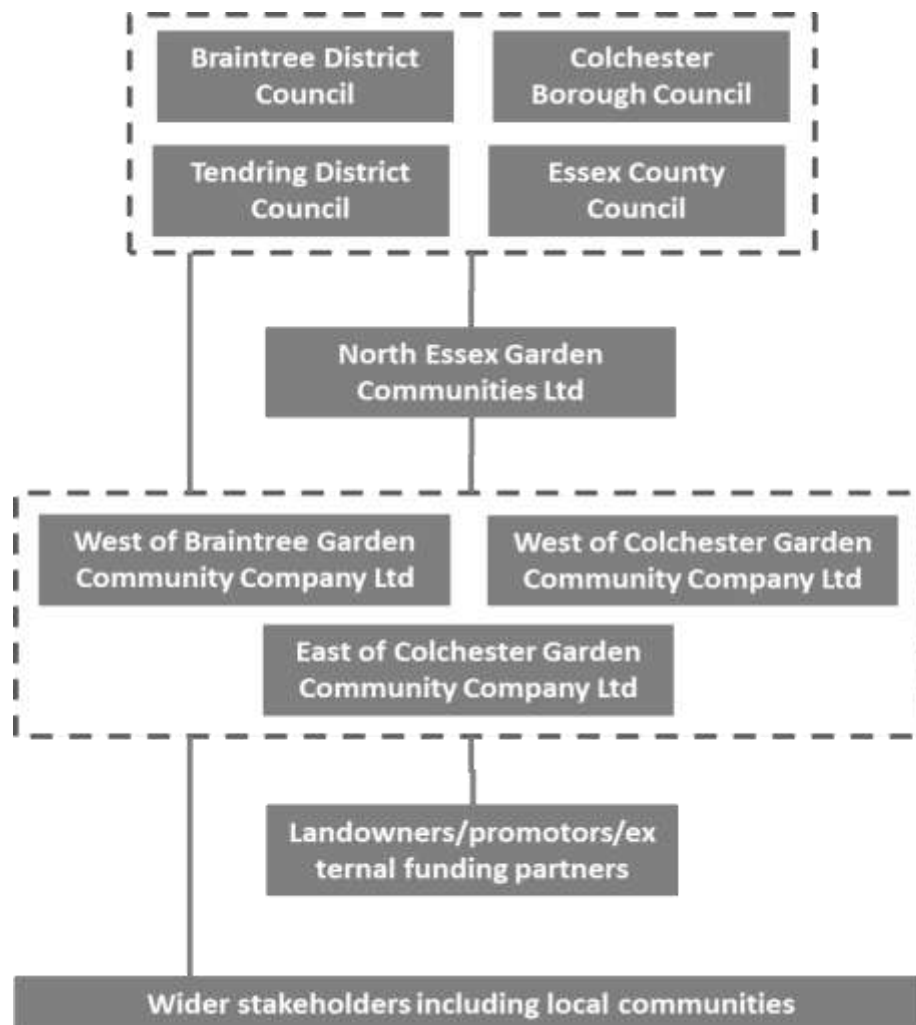 Braintree District
Council
Colchester
Borough Council
Tendring District
Council
Essex County
Council
North Essex Garden
Communities Ltd
West of Braintree Garden
Community Company Ltd
West of Colchester Garden
Community Company Ltd
East of Colchester Garden
Community Company Ltd
Landowners/promotors/ex
ternal funding partners
Wider stakeholders including local communities